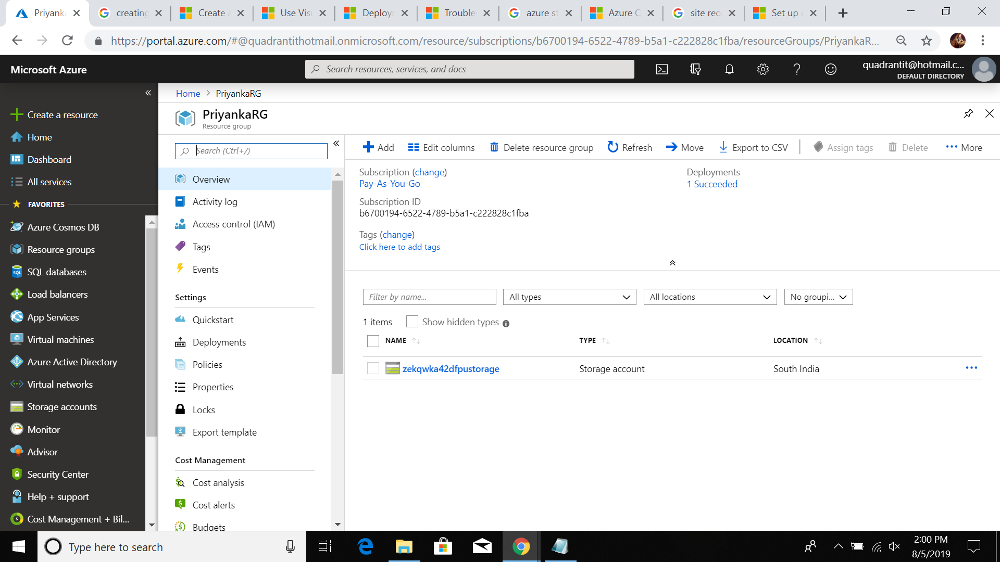 Priyanka
creating
Create a
Use Visu
Deploym
Trouble
azure st
Azure Q
site reco
Set up d
https://portal.azure.com/#@quadrantithotmail.onmicrosoft.com/resource/subscriptions/b6700194-6522-4789-b5a1-c222828c1fba/resourceGroups/PriyankaR...
Microsoft Azure
Search resources, services, and docs
quadrantit@hotmail.c...
DEFAULT DIRECTORY
Create a resource
Home
Dashboard
All services
FAVORITES
Azure Cosmos DB
Resource groups
SQL databases
Load balancers
App Services
Virtual machines
Azure Active Directory
Virtual networks
Storage accounts
Monitor
Advisor
Security Center
Help + support
Cost Management + Bil...
Home > PriyankaRG
PriyankaRG
Resource group
Search (Ctrl+/)
Overview
Activity log
Access control (IAM)
Tags
Events
Settings
Quickstart
Deployments
Policies
Properties
Locks
Export template
Cost Management
Cost analysis
Cost alerts
Budgets
Add Edit columns Delete resource group Refresh Move Export to CSV Assign tags Delete More
Subscription (change)
Pay-As-You-Go
Deployments
1 Succeeded
Subscription ID
b6700194-6522-4789-b5a1-c222828c1fba
Tags (change)
Click here to add tags
Filter by name... All types All locations No groupi...
1 items Show hidden types
NAME TYPE LOCATION
zekqwka42dfpustorage Storage account South India
Type here to search
2:00 PM
8/5/2019